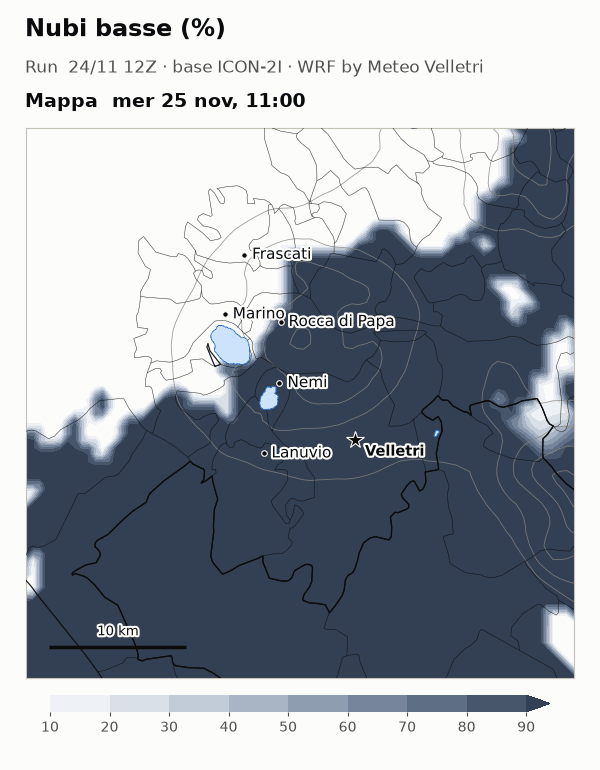 Nubi basse (%)
Run 24/11 12Z · base ICON-2I · WRF by Meteo Velletri
Mappa mer 25 nov, 11:00
Frascati
Marino
Rocca di Papa
Nemi
Velletri
Lanuvio
10 km
10 20 30 40 50 60 70 80 90